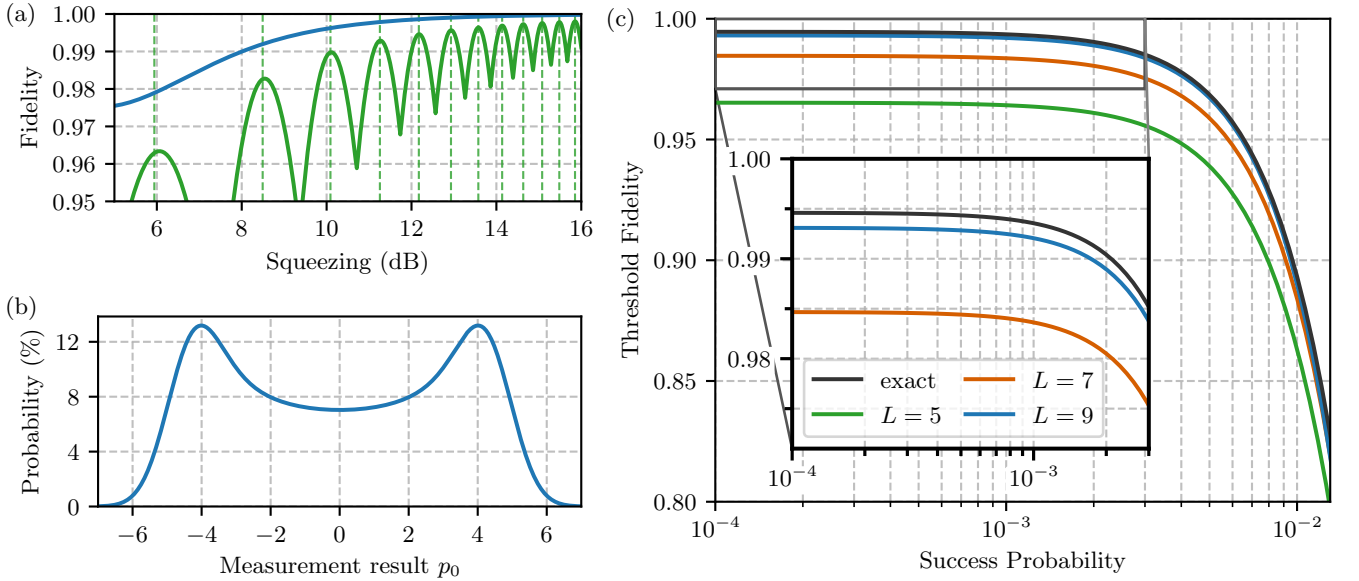 (a)
1.00
0.99
0.98
0.97
0.96
0.95
Fidelity
6
8
10
12
14
16
Squeezing (dB)
(b)
12
8
4
0
Probability (%)
−6
−4
−2
0
2
4
6
Measurement result p₀
(c)
1.00
0.95
0.90
0.85
0.80
Threshold Fidelity
10⁻⁴
10⁻³
10⁻²
Success Probability
1.00
0.99
0.98
10⁻⁴
10⁻³
exact
L = 5
L = 7
L = 9